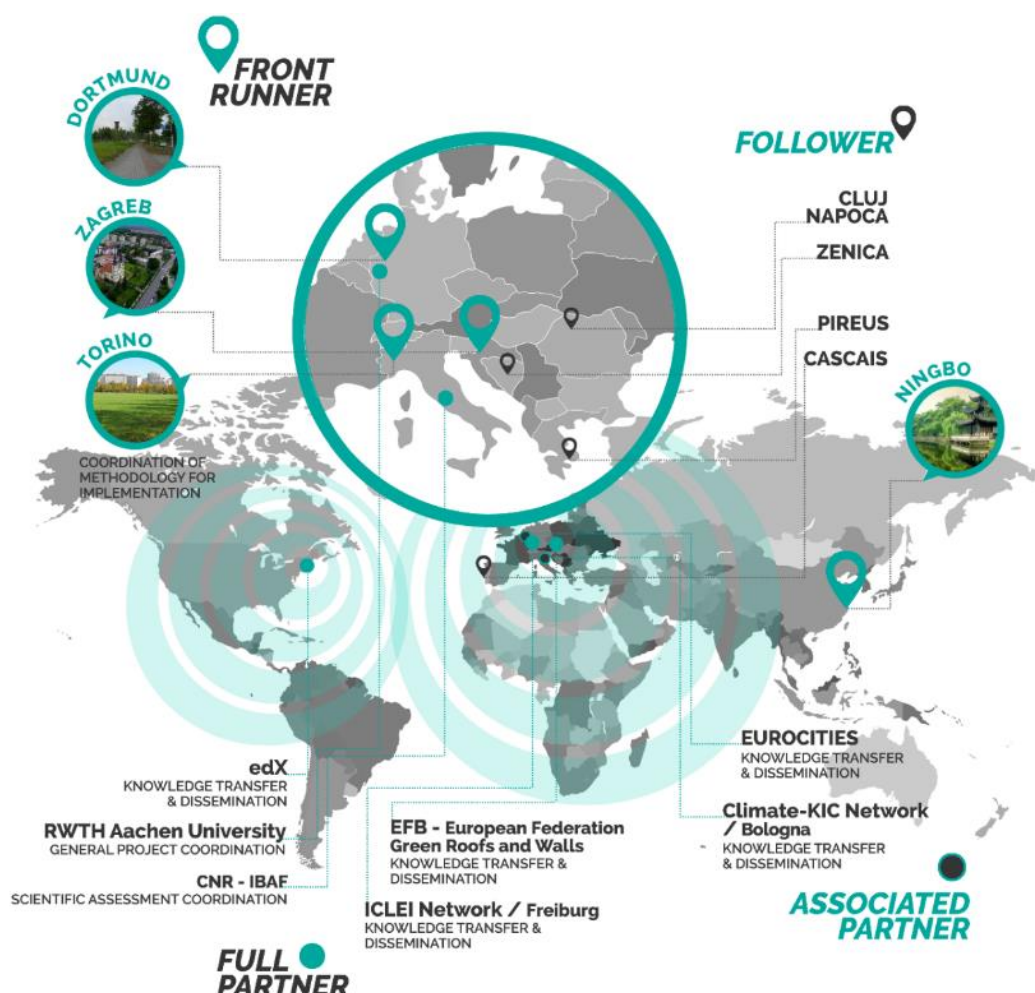 FRONT
RUNNER
DORTMUND
ZAGREB
TORINO
COORDINATION OF
METHODOLOGY FOR
IMPLEMENTATION
FOLLOWER
CLUJ
NAPOCA
ZENICA
PIREUS
CASCAIS
NINGBO
edX
KNOWLEDGE TRANSFER
& DISSEMINATION
RWTH Aachen University
GENERAL PROJECT COORDINATION
CNR - IBAF
SCIENTIFIC ASSESSMENT COORDINATION
EFB - European Federation
Green Roofs and Walls
KNOWLEDGE TRANSFER &
DISSEMINATION
ICLEI Network / Freiburg
KNOWLEDGE TRANSFER &
DISSEMINATION
EUROCITIES
KNOWLEDGE TRANSFER
& DISSEMINATION
Climate-KIC Network
/ Bologna
KNOWLEDGE TRANSFER
& DISSEMINATION
ASSOCIATED
PARTNER
FULL
PARTNER